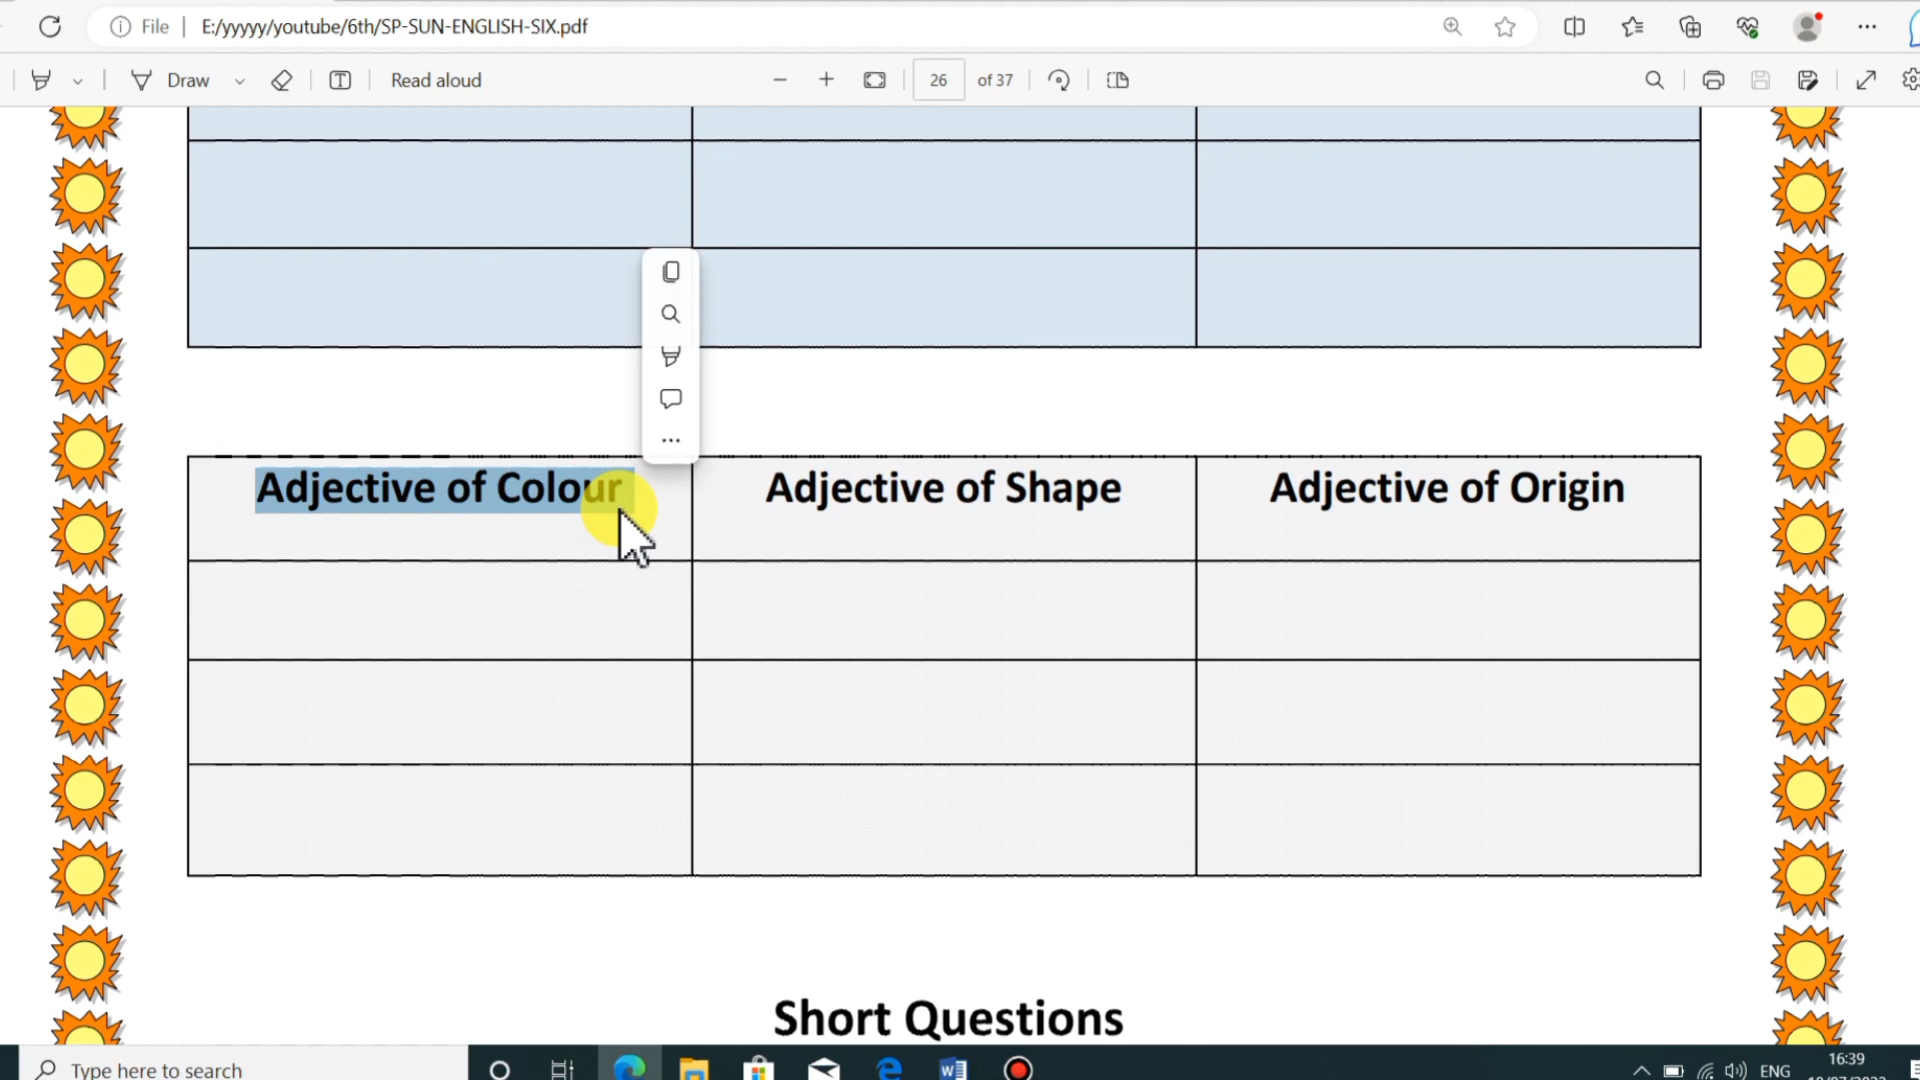 File
E:/yyyyy/youtube/6th/SP-SUN-ENGLISH-SIX.pdf
Draw
Read aloud
26
of 37
Adjective of Colour
Adjective of Shape
Adjective of Origin
Short Questions
Type here to search
ENG
16:39